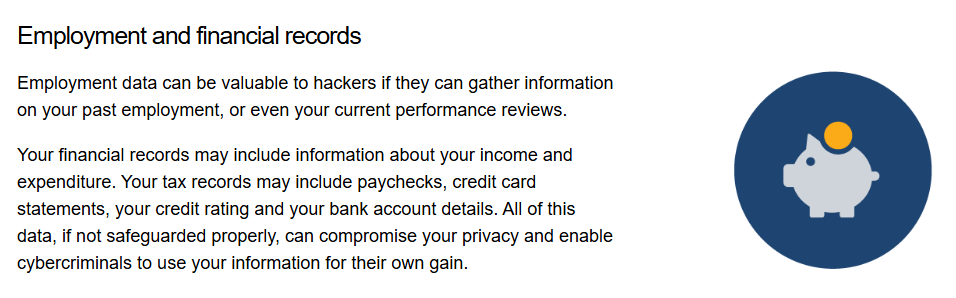 Employment and financial records
Employment data can be valuable to hackers if they can gather information
on your past employment, or even your current performance reviews.
Your financial records may include information about your income and
expenditure. Your tax records may include paychecks, credit card
statements, your credit rating and your bank account details. All of this
data, if not safeguarded properly, can compromise your privacy and enable
cybercriminals to use your information for their own gain.